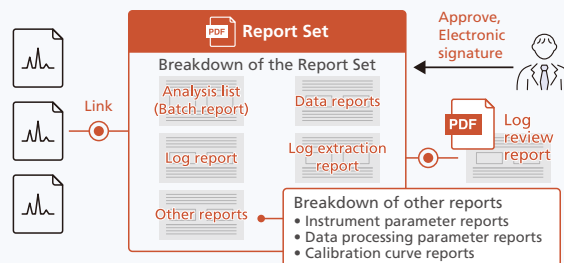 PDF Report Set
Approve,
Electronic
signature
Breakdown of the Report Set
Analysis list
(Batch report)
Data reports
Link
Log report
Log extraction
report
PDF
Log
review
report
Other reports
Breakdown of other reports
• Instrument parameter reports
• Data processing parameter reports
• Calibration curve reports